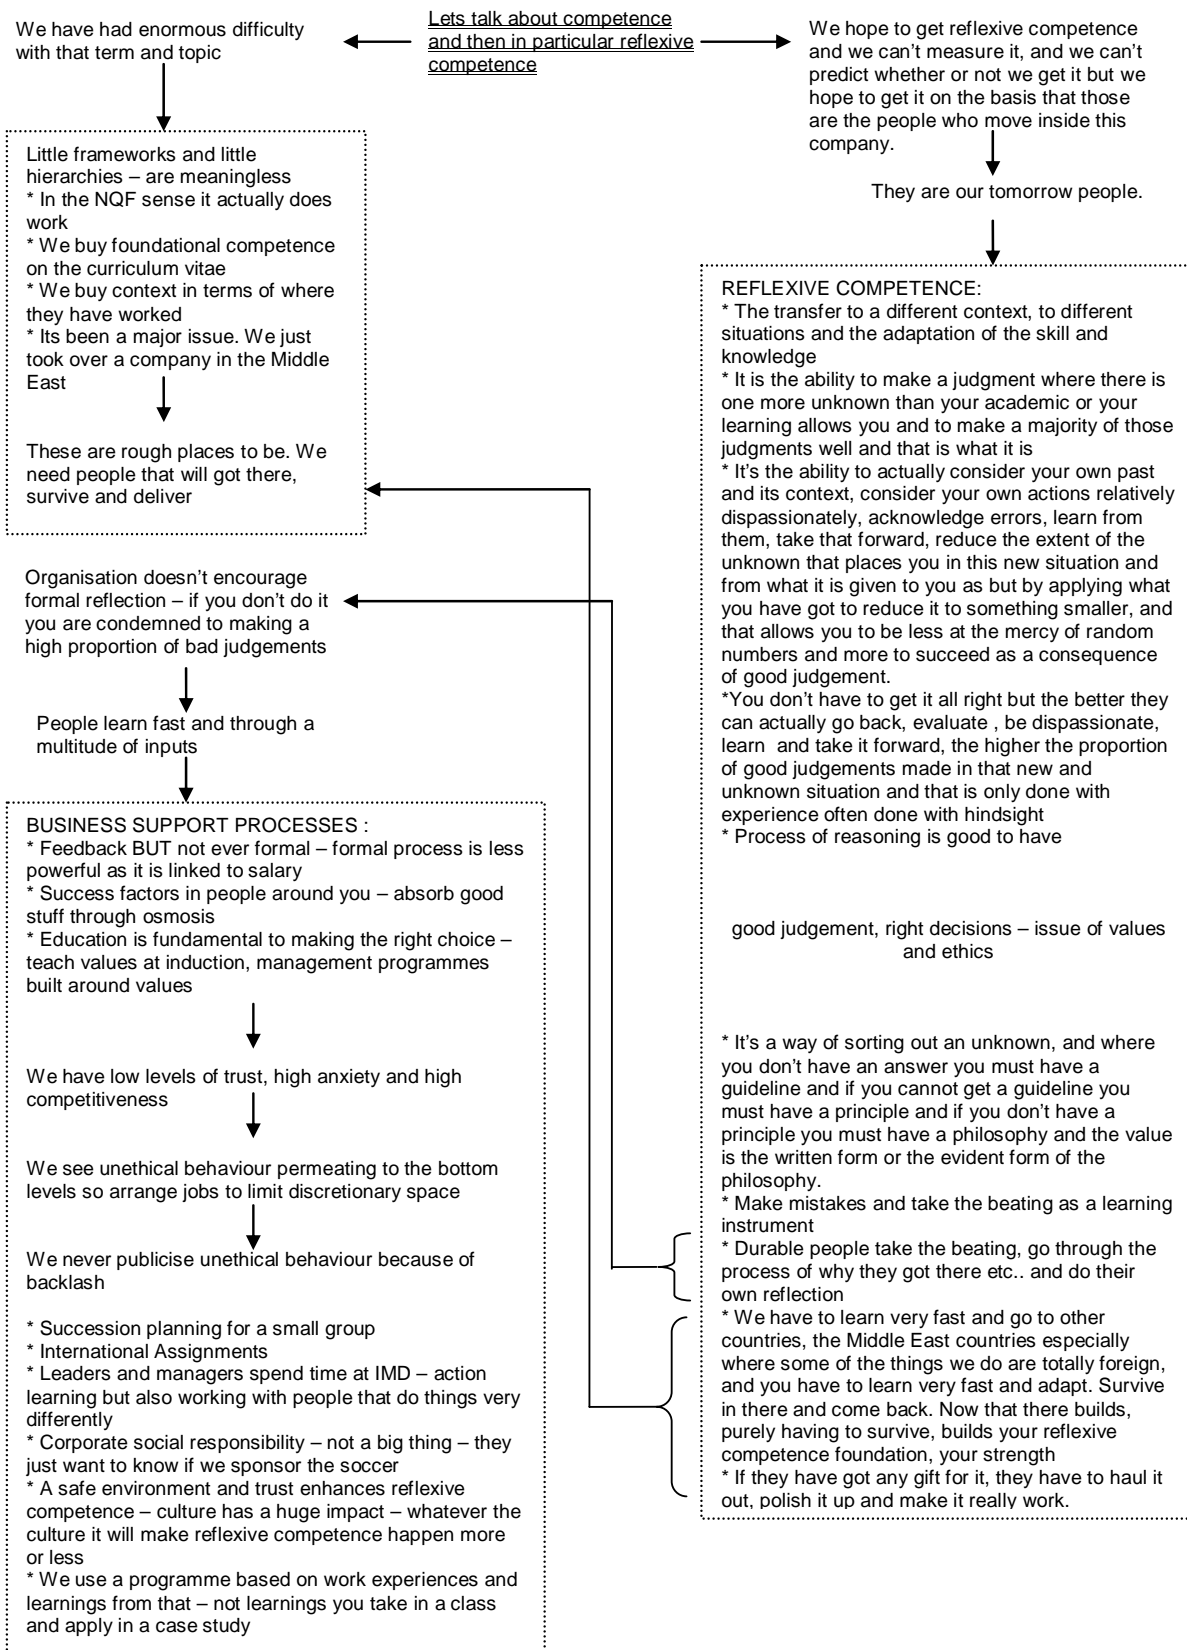 Lets talk about competence
and then in particular reflexive
competence
We have had enormous difficulty
with that term and topic
Little frameworks and little
hierarchies – are meaningless
* In the NQF sense it actually does
work
* We buy foundational competence
on the curriculum vitae
* We buy context in terms of where
they have worked
* Its been a major issue. We just
took over a company in the Middle
East
These are rough places to be. We
need people that will got there,
survive and deliver
Organisation doesn't encourage
formal reflection – if you don't do it
you are condemned to making a
high proportion of bad judgements
People learn fast and through a
multitude of inputs
BUSINESS SUPPORT PROCESSES :
* Feedback BUT not ever formal – formal process is less
powerful as it is linked to salary
* Success factors in people around you – absorb good
stuff through osmosis
* Education is fundamental to making the right choice –
teach values at induction, management programmes
built around values
We have low levels of trust, high anxiety and high
competitiveness
We see unethical behaviour permeating to the bottom
levels so arrange jobs to limit discretionary space
We never publicise unethical behaviour because of
backlash
* Succession planning for a small group
* International Assignments
* Leaders and managers spend time at IMD – action
learning but also working with people that do things very
differently
* Corporate social responsibility – not a big thing – they
just want to know if we sponsor the soccer
* A safe environment and trust enhances reflexive
competence – culture has a huge impact – whatever the
culture it will make reflexive competence happen more
or less
* We use a programme based on work experiences and
learnings from that – not learnings you take in a class
and apply in a case study
We hope to get reflexive competence
and we can't measure it, and we can't
predict whether or not we get it but we
hope to get it on the basis that those
are the people who move inside this
company.
They are our tomorrow people.
REFLEXIVE COMPETENCE:
* The transfer to a different context, to different
situations and the adaptation of the skill and
knowledge
* It is the ability to make a judgment where there is
one more unknown than your academic or your
learning allows you and to make a majority of those
judgments well and that is what it is
* It's the ability to actually consider your own past
and its context, consider your own actions relatively
dispassionately, acknowledge errors, learn from
them, take that forward, reduce the extent of the
unknown that places you in this new situation and
from what it is given to you as but by applying what
you have got to reduce it to something smaller, and
that allows you to be less at the mercy of random
numbers and more to succeed as a consequence
of good judgement.
*You don't have to get it all right but the better they
can actually go back, evaluate , be dispassionate,
learn  and take it forward, the higher the proportion
of good judgements made in that new and
unknown situation and that is only done with
experience often done with hindsight
* Process of reasoning is good to have
good judgement, right decisions – issue of values
and ethics
* It's a way of sorting out an unknown, and where
you don't have an answer you must have a
guideline and if you cannot get a guideline you
must have a principle and if you don't have a
principle you must have a philosophy and the value
is the written form or the evident form of the
philosophy.
* Make mistakes and take the beating as a learning
instrument
* Durable people take the beating, go through the
process of why they got there etc.. and do their
own reflection
* We have to learn very fast and go to other
countries, the Middle East countries especially
where some of the things we do are totally foreign,
and you have to learn very fast and adapt. Survive
in there and come back. Now that there builds,
purely having to survive, builds your reflexive
competence foundation, your strength
* If they have got any gift for it, they have to haul it
out, polish it up and make it really work.